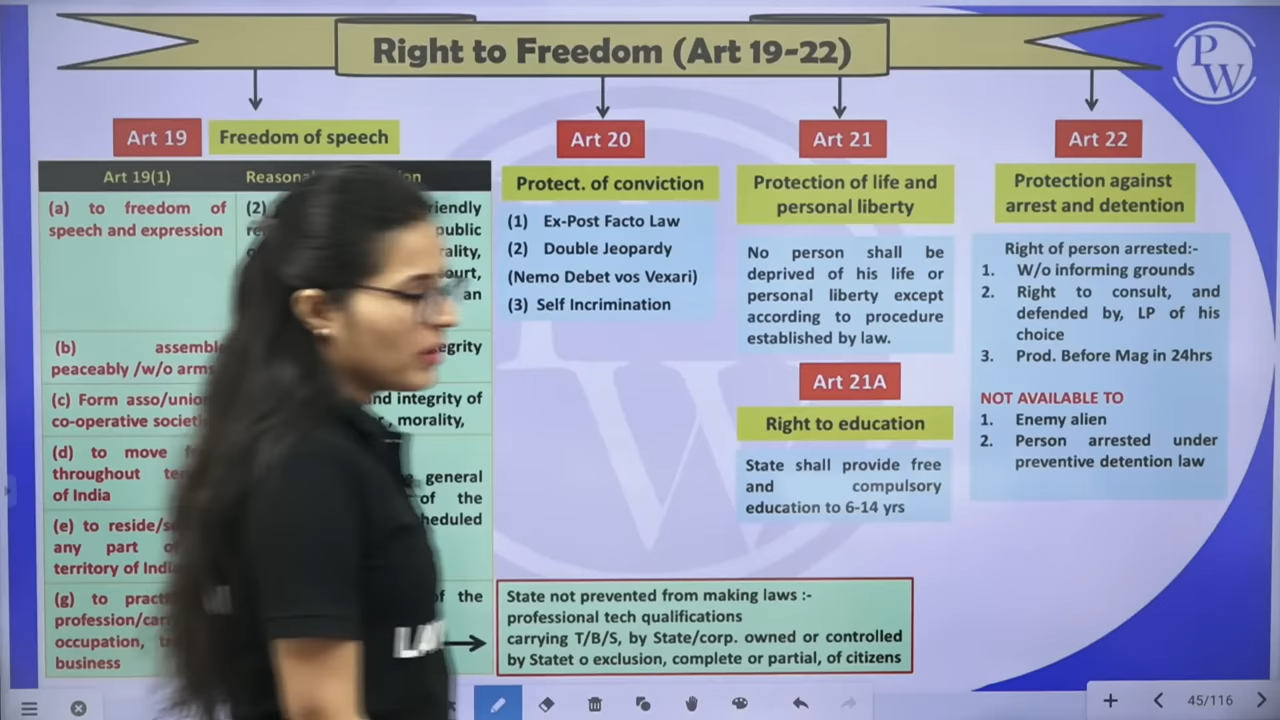 Right to Freedom (Art 19-22)
PW
Art 19
Freedom of speech
Art 19(1)
(a) to freedom of
speech and expression
(2)
riendly
public
rality,
ourt,
an
(b) assembl
peaceably /w/o arms
egrity
(c) Form asso/union
co-operative societi
nd integrity of
, morality,
(d) to move
throughout te
of India
general
of the
heduled
(e) to reside/s
any part o
territory of Indi
(g) to pract
profession/car
occupation, t
business
f the
Art 20
Protect. of conviction
(1) Ex-Post Facto Law
(2) Double Jeopardy
(Nemo Debet vos Vexari)
(3) Self Incrimination
Art 21
Protection of life and
personal liberty
No person shall be
deprived of his life or
personal liberty except
according to procedure
established by law.
Art 21A
Right to education
State shall provide free
and compulsory
education to 6-14 yrs
Art 22
Protection against
arrest and detention
Right of person arrested:-
1. W/o informing grounds
2. Right to consult, and
defended by, LP of his
choice
3. Prod. Before Mag in 24hrs
NOT AVAILABLE TO
1. Enemy alien
2. Person arrested under
preventive detention law
State not prevented from making laws :-
professional tech qualifications
carrying T/B/S, by State/corp. owned or controlled
by Statet o exclusion, complete or partial, of citizens
LA
45/116